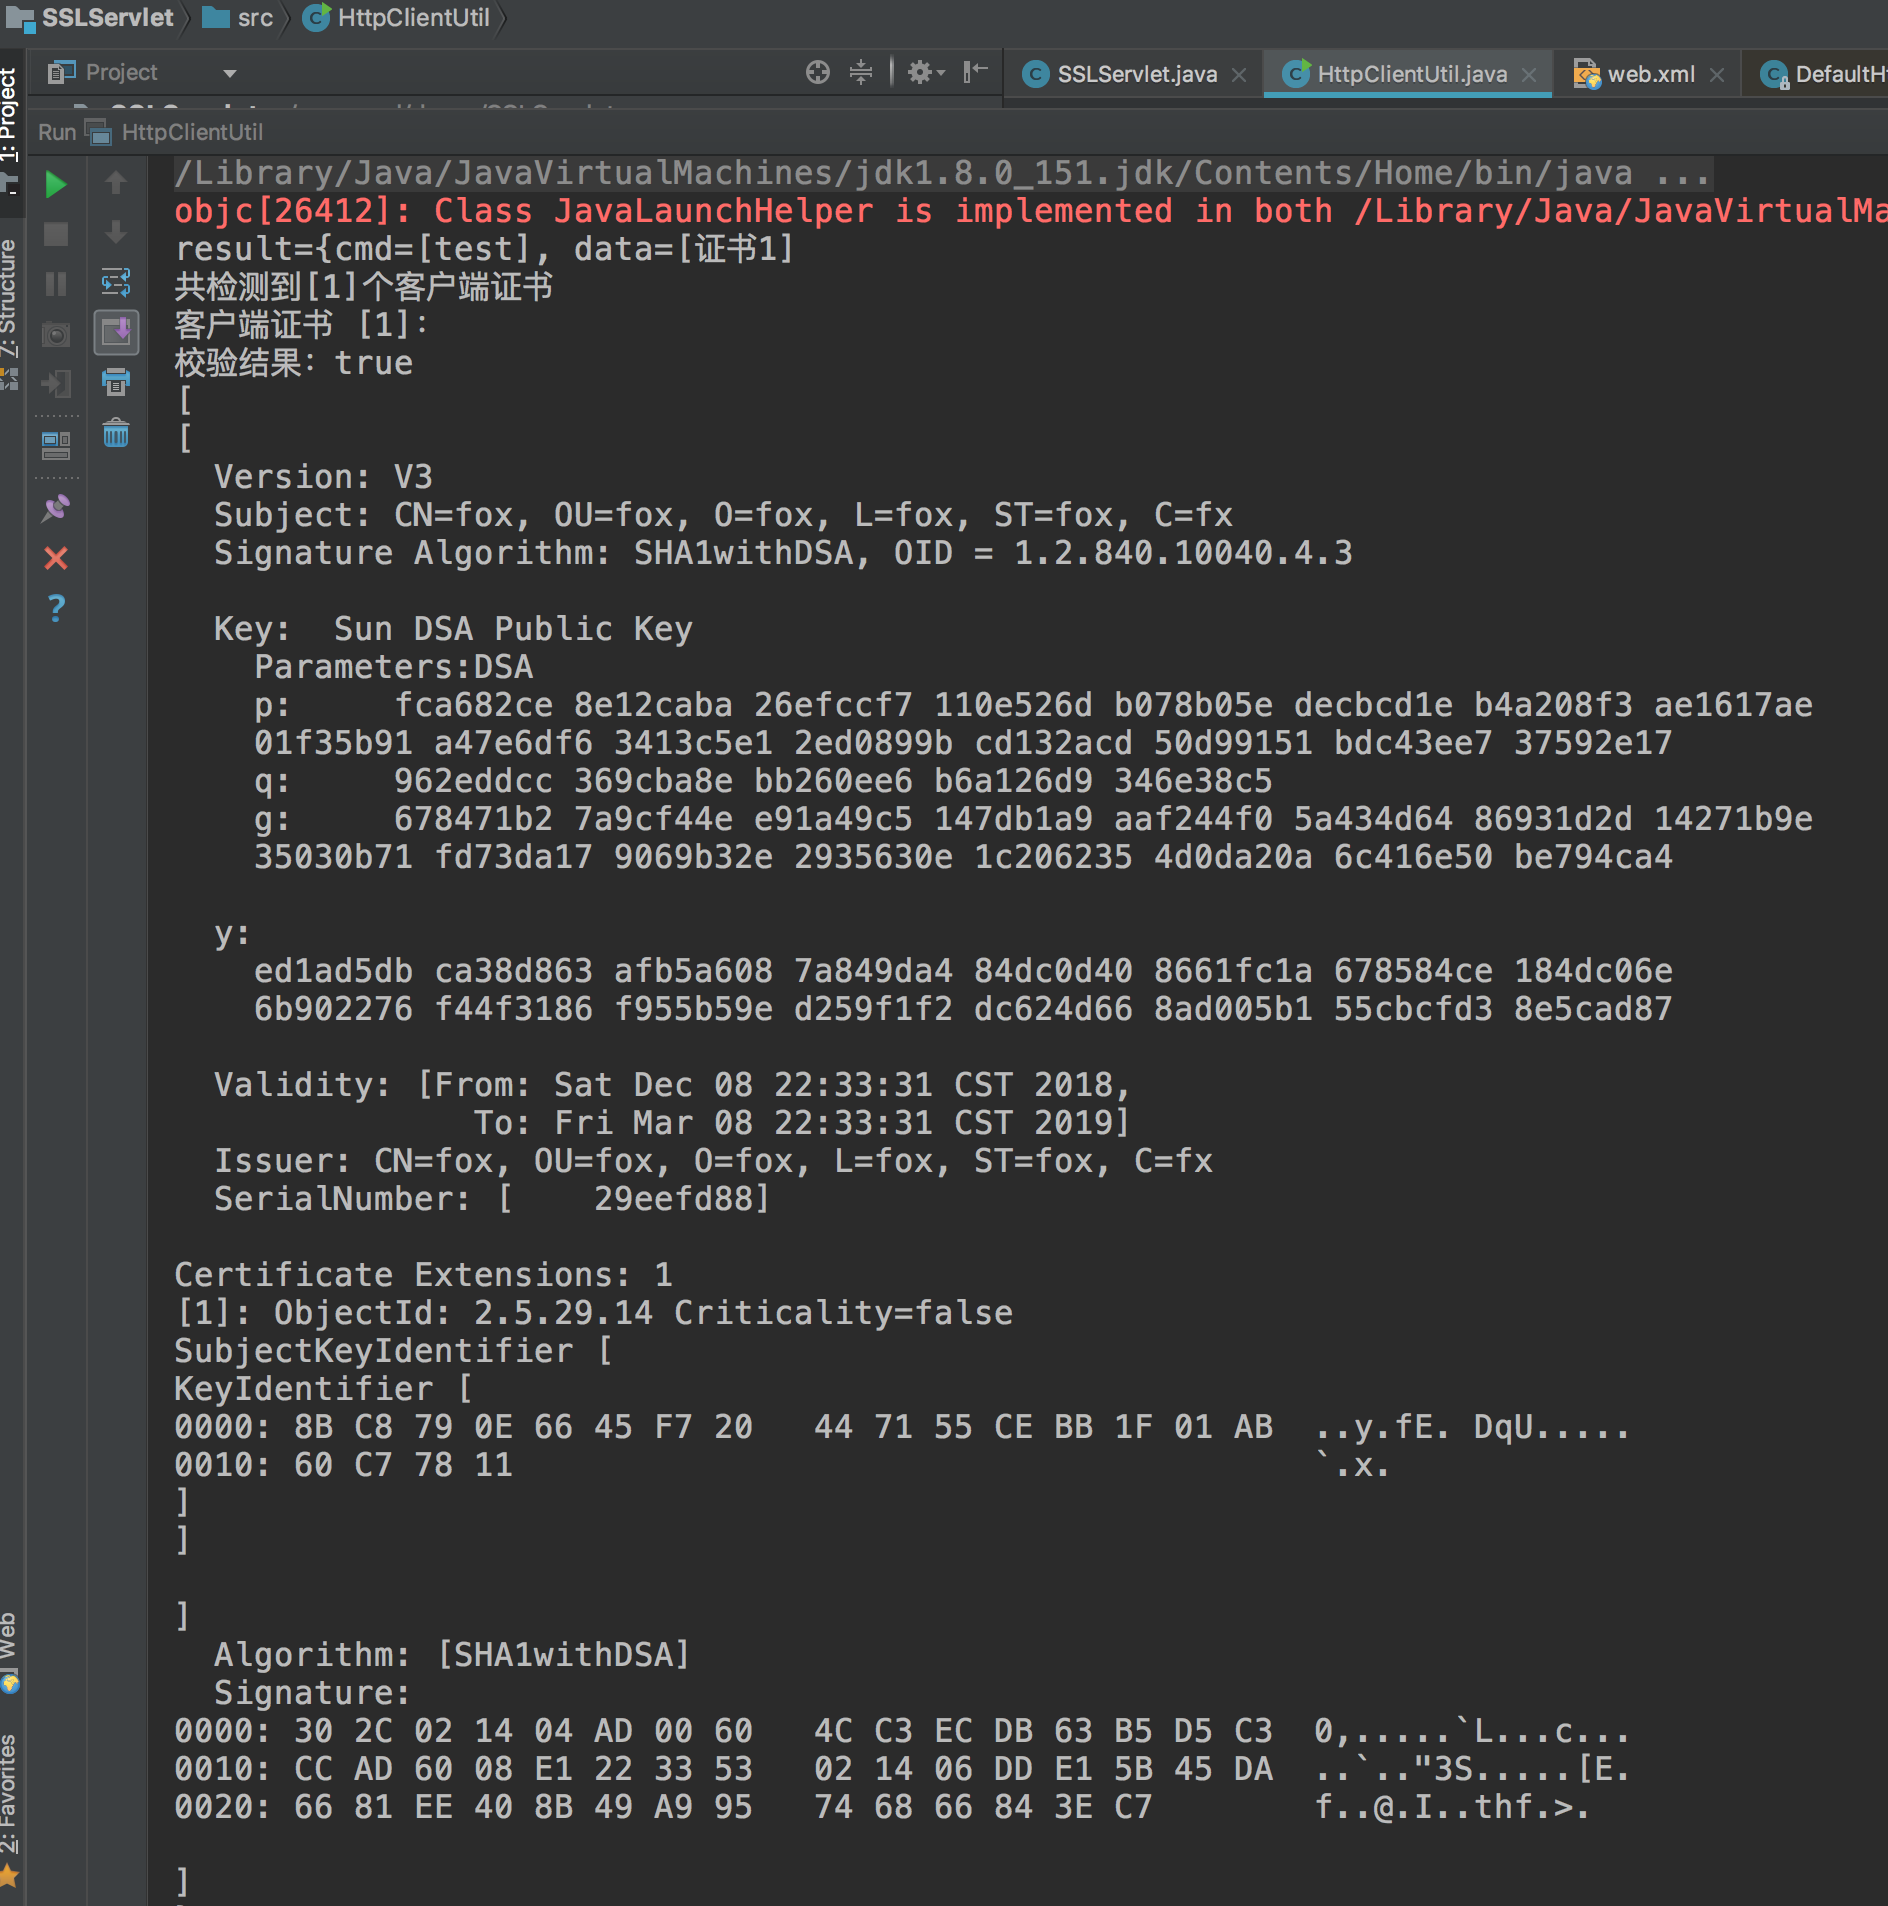 SSLServlet src HttpClientUtil
Project SSLServlet.java HttpClientUtil.java web.xml DefaultHt
Run HttpClientUtil
1: Project
7: Structure
Web
2: Favorites
/Library/Java/JavaVirtualMachines/jdk1.8.0_151.jdk/Contents/Home/bin/java ...
objc[26412]: Class JavaLaunchHelper is implemented in both /Library/Java/JavaVirtualMa
result={cmd=[test], data=[证书1]
共检测到[1]个客户端证书
客户端证书 [1]：
校验结果：true
[
[
  Version: V3
  Subject: CN=fox, OU=fox, O=fox, L=fox, ST=fox, C=fx
  Signature Algorithm: SHA1withDSA, OID = 1.2.840.10040.4.3
  Key:  Sun DSA Public Key
    Parameters:DSA
    p:     fca682ce 8e12caba 26efccf7 110e526d b078b05e decbcd1e b4a208f3 ae1617ae
    01f35b91 a47e6df6 3413c5e1 2ed0899b cd132acd 50d99151 bdc43ee7 37592e17
    q:     962eddcc 369cba8e bb260ee6 b6a126d9 346e38c5
    g:     678471b2 7a9cf44e e91a49c5 147db1a9 aaf244f0 5a434d64 86931d2d 14271b9e
    35030b71 fd73da17 9069b32e 2935630e 1c206235 4d0da20a 6c416e50 be794ca4
  y:
    ed1ad5db ca38d863 afb5a608 7a849da4 84dc0d40 8661fc1a 678584ce 184dc06e
    6b902276 f44f3186 f955b59e d259f1f2 dc624d66 8ad005b1 55cbcfd3 8e5cad87
  Validity: [From: Sat Dec 08 22:33:31 CST 2018,
               To: Fri Mar 08 22:33:31 CST 2019]
  Issuer: CN=fox, OU=fox, O=fox, L=fox, ST=fox, C=fx
  SerialNumber: [    29eefd88]
Certificate Extensions: 1
[1]: ObjectId: 2.5.29.14 Criticality=false
SubjectKeyIdentifier [
KeyIdentifier [
0000: 8B C8 79 0E 66 45 F7 20   44 71 55 CE BB 1F 01 AB  ..y.fE. DqU.....
0010: 60 C7 78 11                                        `.x.
]
]
]
  Algorithm: [SHA1withDSA]
  Signature:
0000: 30 2C 02 14 04 AD 00 60   4C C3 EC DB 63 B5 D5 C3  0,.....`L...c...
0010: CC AD 60 08 E1 22 33 53   02 14 06 DD E1 5B 45 DA  ..`.."3S.....[E.
0020: 66 81 EE 40 8B 49 A9 95   74 68 66 84 3E C7        f..@.I..thf.>.
]